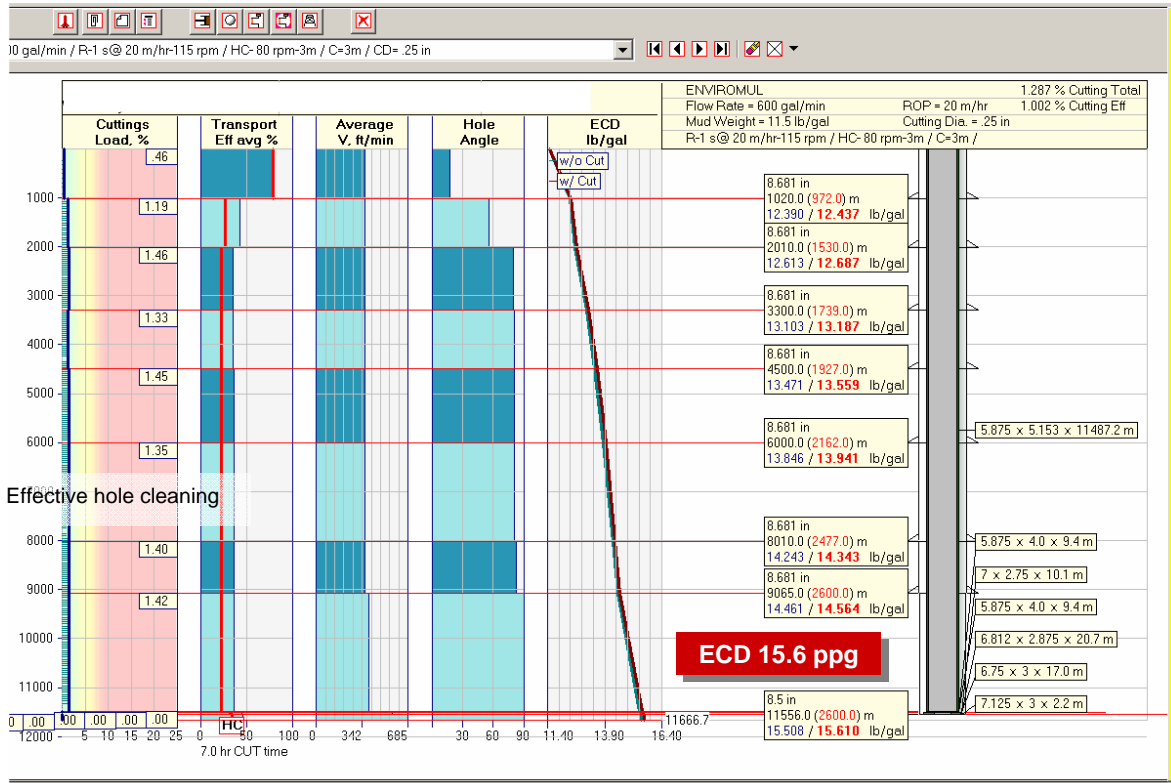 00 gal/min / R-1 s@ 20 m/hr-115 rpm / HC- 80 rpm-3m / C=3m / CD= .25 in
ENVIROMUL 1.287 % Cutting Total
Flow Rate = 600 gal/min ROP = 20 m/hr 1.002 % Cutting Eff
Mud Weight = 11.5 lb/gal Cutting Dia. = .25 in
R-1 s@ 20 m/hr-115 rpm / HC- 80 rpm-3m / C=3m /
Cuttings Load, %
Transport Eff avg %
Average V, ft/min
Hole Angle
ECD lb/gal
.46
w/o Cut
w/ Cut
8.681 in
1020.0 (972.0) m
12.390 / 12.437 lb/gal
1000
1.19
8.681 in
2010.0 (1530.0) m
12.613 / 12.687 lb/gal
2000
1.46
3000
8.681 in
3300.0 (1739.0) m
13.103 / 13.187 lb/gal
1.33
4000
8.681 in
4500.0 (1927.0) m
13.471 / 13.559 lb/gal
1.45
5000
8.681 in
6000.0 (2162.0) m
13.846 / 13.941 lb/gal
5.875 x 5.153 x 11487.2 m
6000
1.35
Effective hole cleaning
8.681 in
8010.0 (2477.0) m
14.243 / 14.343 lb/gal
8000
1.40
5.875 x 4.0 x 9.4 m
8.681 in
9065.0 (2600.0) m
14.461 / 14.564 lb/gal
7 x 2.75 x 10.1 m
9000
1.42
5.875 x 4.0 x 9.4 m
10000
6.812 x 2.875 x 20.7 m
ECD 15.6 ppg
6.75 x 3 x 17.0 m
11000
8.5 in
11556.0 (2600.0) m
15.508 / 15.610 lb/gal
7.125 x 3 x 2.2 m
0 .00 .00 .00 .00 .00
HC
11666.7
12000
5 10 15 20 25
0 50 100
0 342 685
30 60 90
11.40 13.90 16.40
7.0 hr CUT time